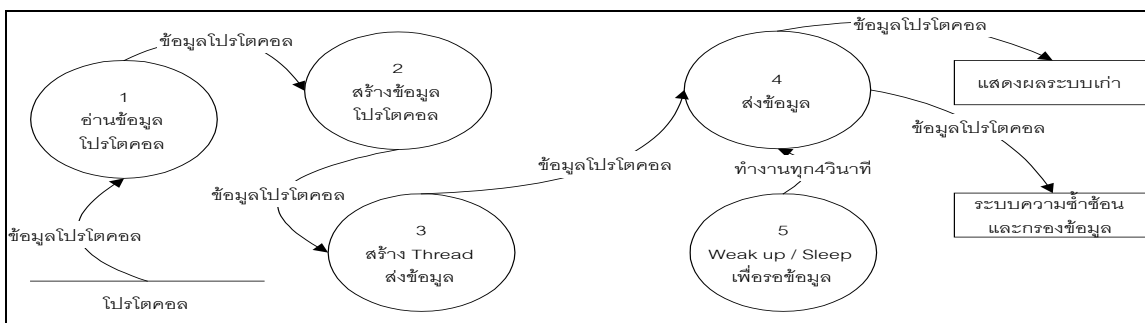 ข้อมูลโปรโตคอล
1
อ่านข้อมูล
โปรโตคอล
ข้อมูลโปรโตคอล
โปรโตคอล
2
สร้างข้อมูล
โปรโตคอล
ข้อมูลโปรโตคอล
3
สร้าง Thread
ส่งข้อมูล
ข้อมูลโปรโตคอล
4
ส่งข้อมูล
ทำงานทุก4วินาที
5
Weak up / Sleep
เพื่อรอข้อมูล
ข้อมูลโปรโตคอล
แสดงผลระบบเก่า
ข้อมูลโปรโตคอล
ระบบความซ้ำซ้อน
และกรองข้อมูล